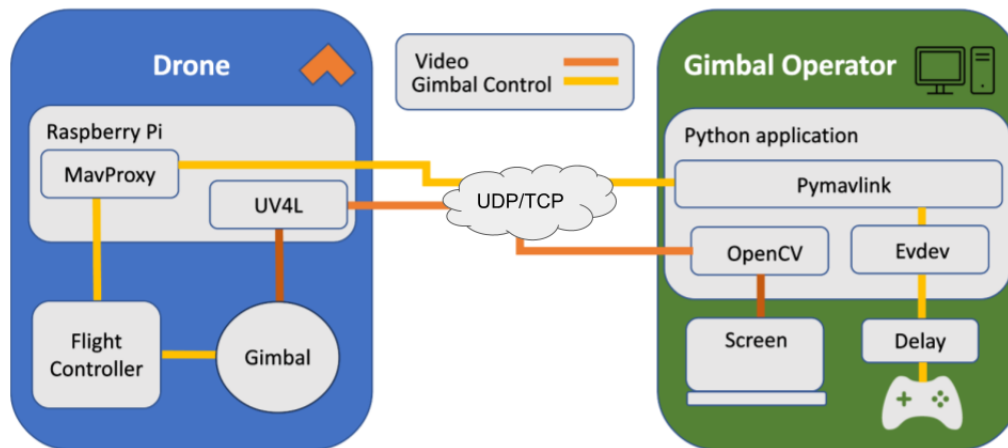 Drone
Raspberry Pi
MavProxy
UV4L
Flight
Controller
Gimbal
Video
Gimbal Control
UDP/TCP
Gimbal Operator
Python application
Pymavlink
OpenCV
Evdev
Screen
Delay